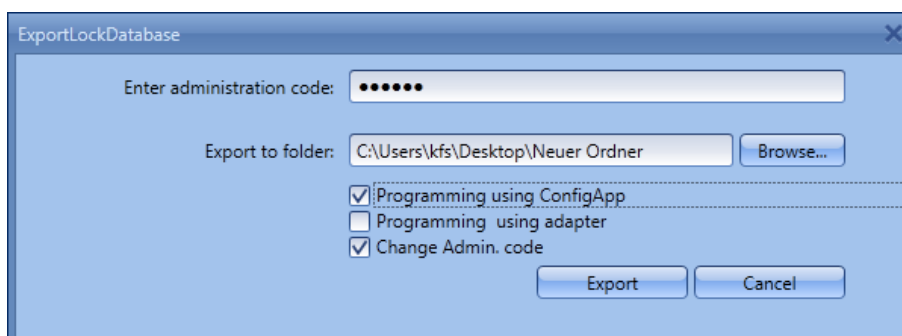 ExportLockDatabase
Enter administration code: ••••••
Export to folder: C:\Users\kfs\Desktop\Neuer Ordner Browse...
Programming using ConfigApp
Programming using adapter
Change Admin. code
Export Cancel